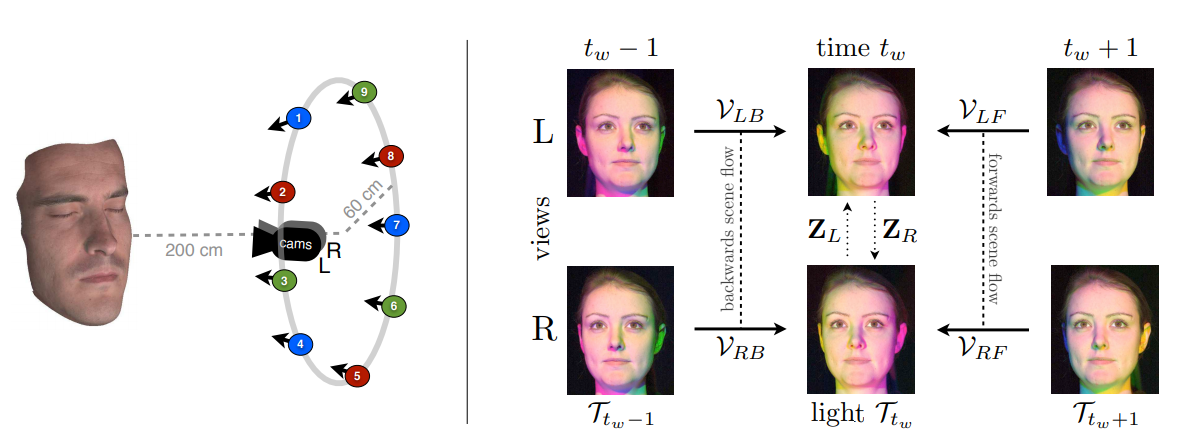 9
1
8
2
60 cm
7
200 cm
cams
R
L
3
6
4
5
t_w − 1
time t_w
t_w + 1
L
𝒱_LB
𝒱_LF
views
backwards scene flow
Z_L
Z_R
forwards scene flow
R
𝒱_RB
𝒱_RF
𝒯_{t_w−1}
light 𝒯_{t_w}
𝒯_{t_w+1}